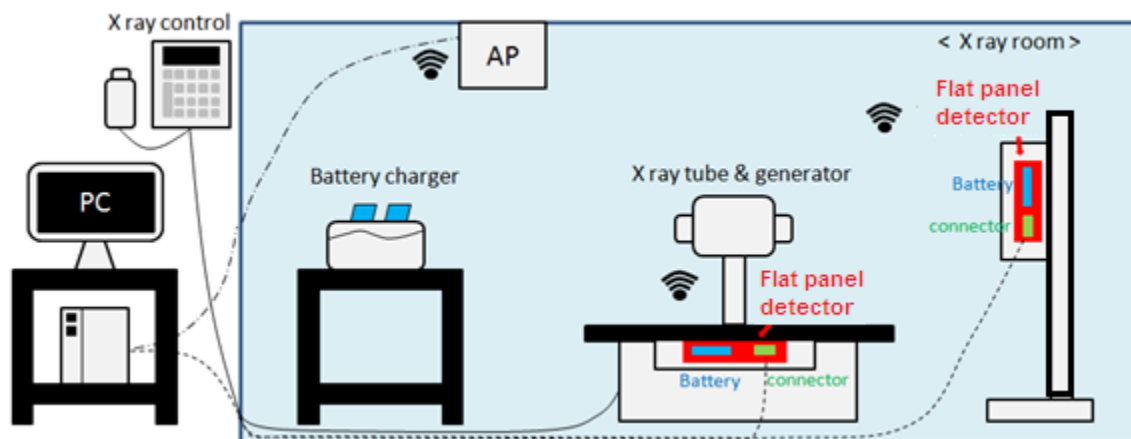 X ray control
AP
< X ray room >
Flat panel
detector
Battery
connector
PC
Battery charger
X ray tube & generator
Flat panel
detector
Battery
connector